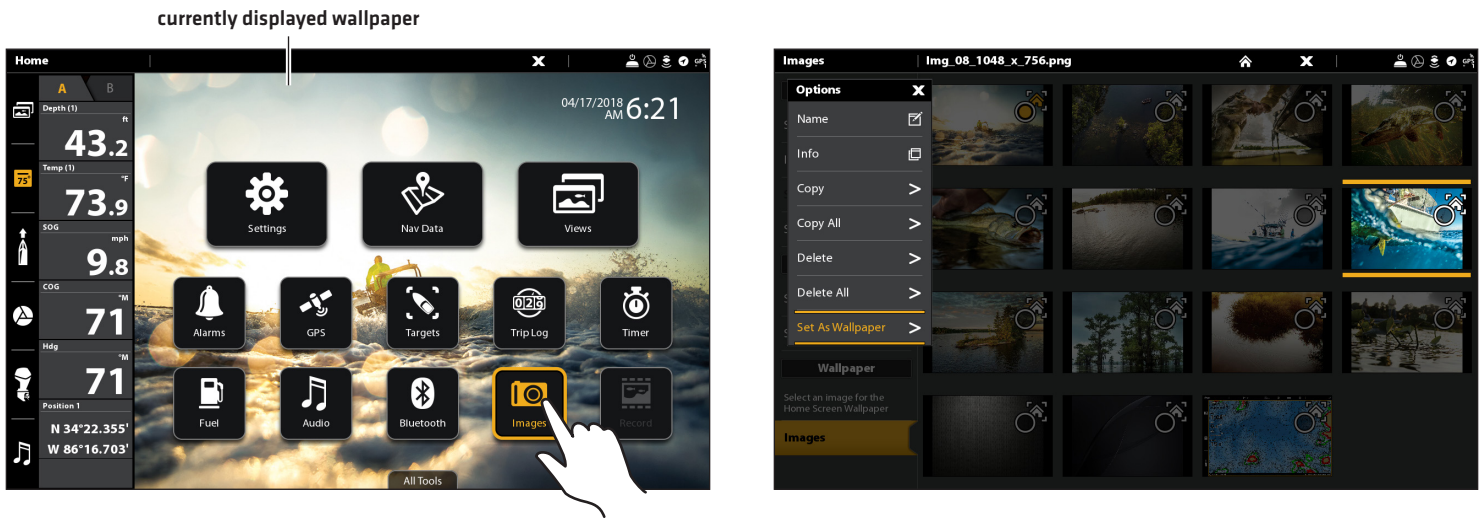 currently displayed wallpaper
Home
X
GPS
A
B
Depth (1)
ft
43.2
Temp (1)
°F
73.9
SOG
mph
9.8
COG
°M
71
Hdg
°M
71
Position 1
N 34°22.355'
W 86°16.703'
75°
04/17/2018
AM 6:21
Settings
Nav Data
Views
Alarms
GPS
Targets
029
Trip Log
Timer
Fuel
Audio
Bluetooth
Images
Record
All Tools
Images
Img_08_1048_x_756.png
X
GPS
Options
X
Name
Info
Copy >
Copy All >
Delete >
Delete All >
Set As Wallpaper >
Wallpaper
Select an image for the
Home Screen Wallpaper
Images